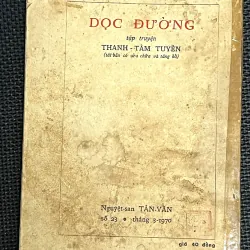 DỌC ĐƯỜNG
tập truyện
THANH-TÂM TUYỀN
(tái bản có sửa chữa và tăng bổ)
Nguyệt-san TÂN-VĂN
số 23 • tháng 3-1970
giá 60 đồng